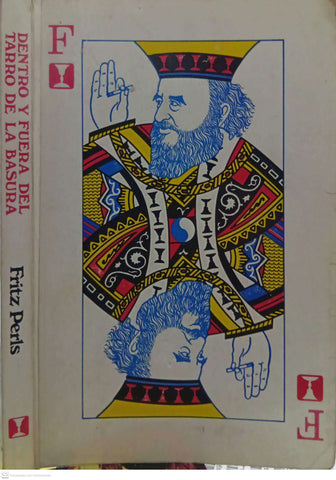 DENTRO Y FUERA DEL
TARRO DE LA BASURA
Fritz Perls
F
F